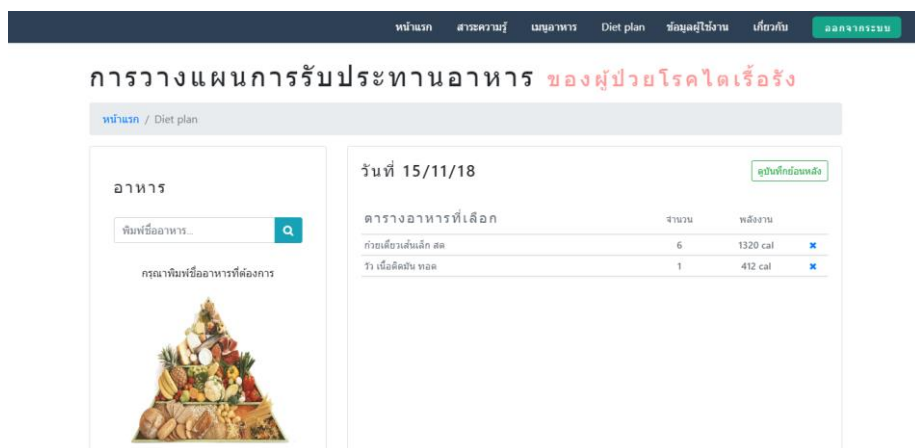 หน้าแรก สาระความรู้ เมนูอาหาร Diet plan ข้อมูลผู้ใช้งาน เกี่ยวกับ ออกจากระบบ
การวางแผนการรับประทานอาหาร ของผู้ป่วยโรคไตเรื้อรัง
หน้าแรก / Diet plan
อาหาร
พิมพ์ชื่ออาหาร...
กรุณาพิมพ์ชื่ออาหารที่ต้องการ
วันที่ 15/11/18 ดูบันทึกย้อนหลัง
ตารางอาหารที่เลือก จำนวน พลังงาน
ก๋วยเตี๋ยวเส้นเล็ก สด 6 1320 cal ×
วัว เนื้อติดมัน ทอด 1 412 cal ×